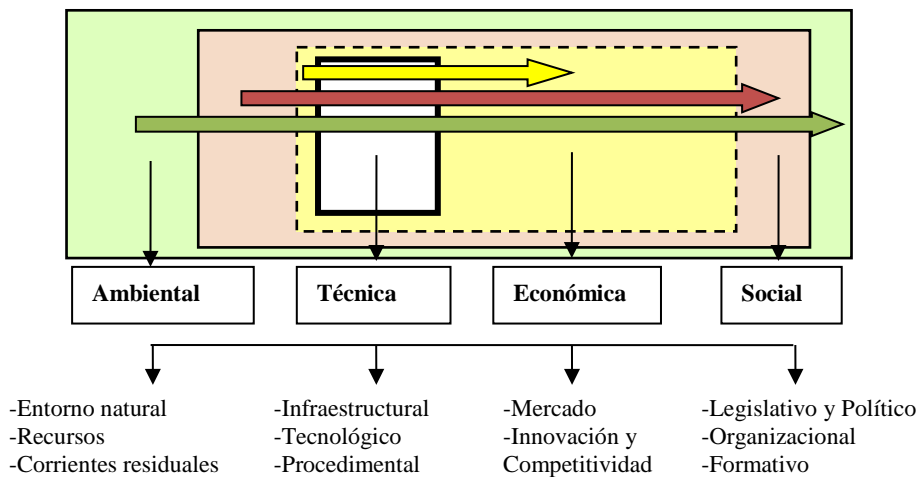 Ambiental
Técnica
Económica
Social
-Entorno natural
-Recursos
-Corrientes residuales
-Infraestructural
-Tecnológico
-Procedimental
-Mercado
-Innovación y
Competitividad
-Legislativo y Político
-Organizacional
-Formativo